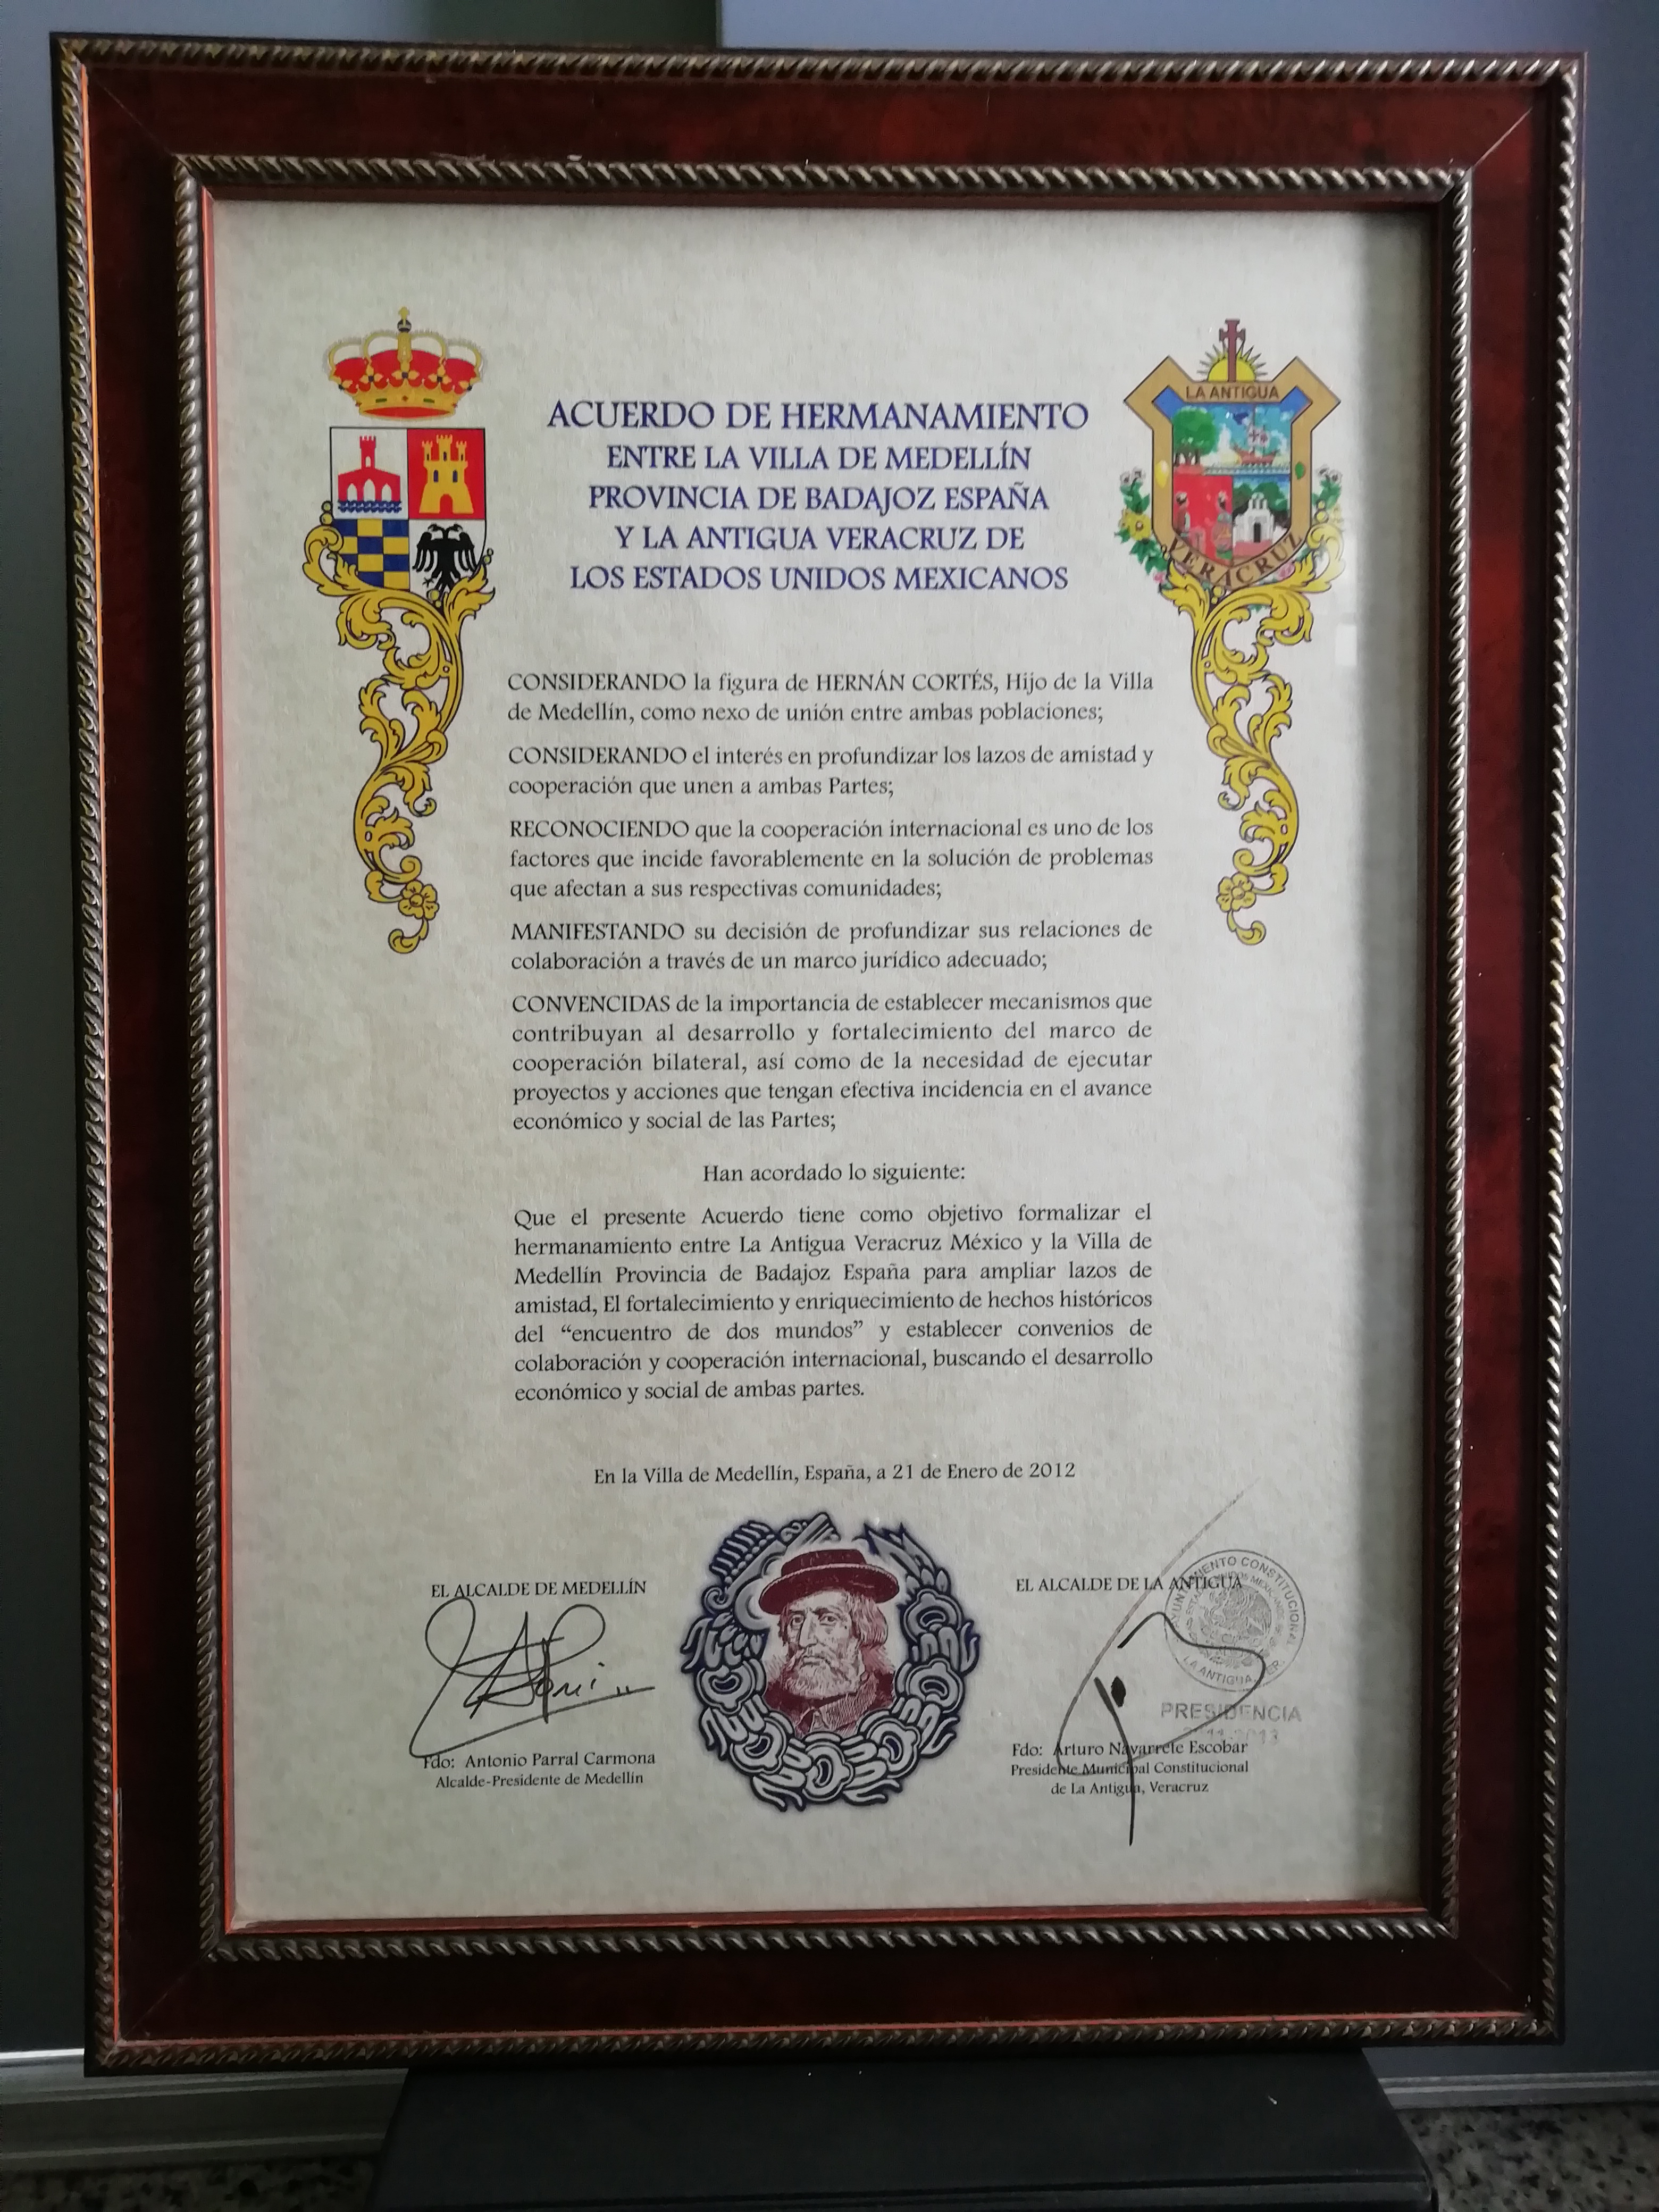 LA ANTIGUA
VERACRUZ
ACUERDO DE HERMANAMIENTO
ENTRE LA VILLA DE MEDELLÍN
PROVINCIA DE BADAJOZ ESPAÑA
Y LA ANTIGUA VERACRUZ DE
LOS ESTADOS UNIDOS MEXICANOS
CONSIDERANDO la figura de HERNÁN CORTÉS, Hijo de la Villa
de Medellín, como nexo de unión entre ambas poblaciones;
CONSIDERANDO el interés en profundizar los lazos de amistad y
cooperación que unen a ambas Partes;
RECONOCIENDO que la cooperación internacional es uno de los
factores que incide favorablemente en la solución de problemas
que afectan a sus respectivas comunidades;
MANIFESTANDO su decisión de profundizar sus relaciones de
colaboración a través de un marco jurídico adecuado;
CONVENCIDAS de la importancia de establecer mecanismos que
contribuyan al desarrollo y fortalecimiento del marco de
cooperación bilateral, así como de la necesidad de ejecutar
proyectos y acciones que tengan efectiva incidencia en el avance
económico y social de las Partes;
Han acordado lo siguiente:
Que el presente Acuerdo tiene como objetivo formalizar el
hermanamiento entre La Antigua Veracruz México y la Villa de
Medellín Provincia de Badajoz España para ampliar lazos de
amistad, El fortalecimiento y enriquecimiento de hechos históricos
del “encuentro de dos mundos” y establecer convenios de
colaboración y cooperación internacional, buscando el desarrollo
económico y social de ambas partes.
En la Villa de Medellín, España, a 21 de Enero de 2012
EL ALCALDE DE MEDELLÍN
Fdo: Antonio Parral Carmona
Alcalde-Presidente de Medellín
EL ALCALDE DE LA ANTIGUA
AYUNTAMIENTO CONSTITUCIONAL
LA ANTIGUA, VER.
PRESIDENCIA
Fdo: Arturo Navarrete Escobar
Presidente Municipal Constitucional
de La Antigua, Veracruz